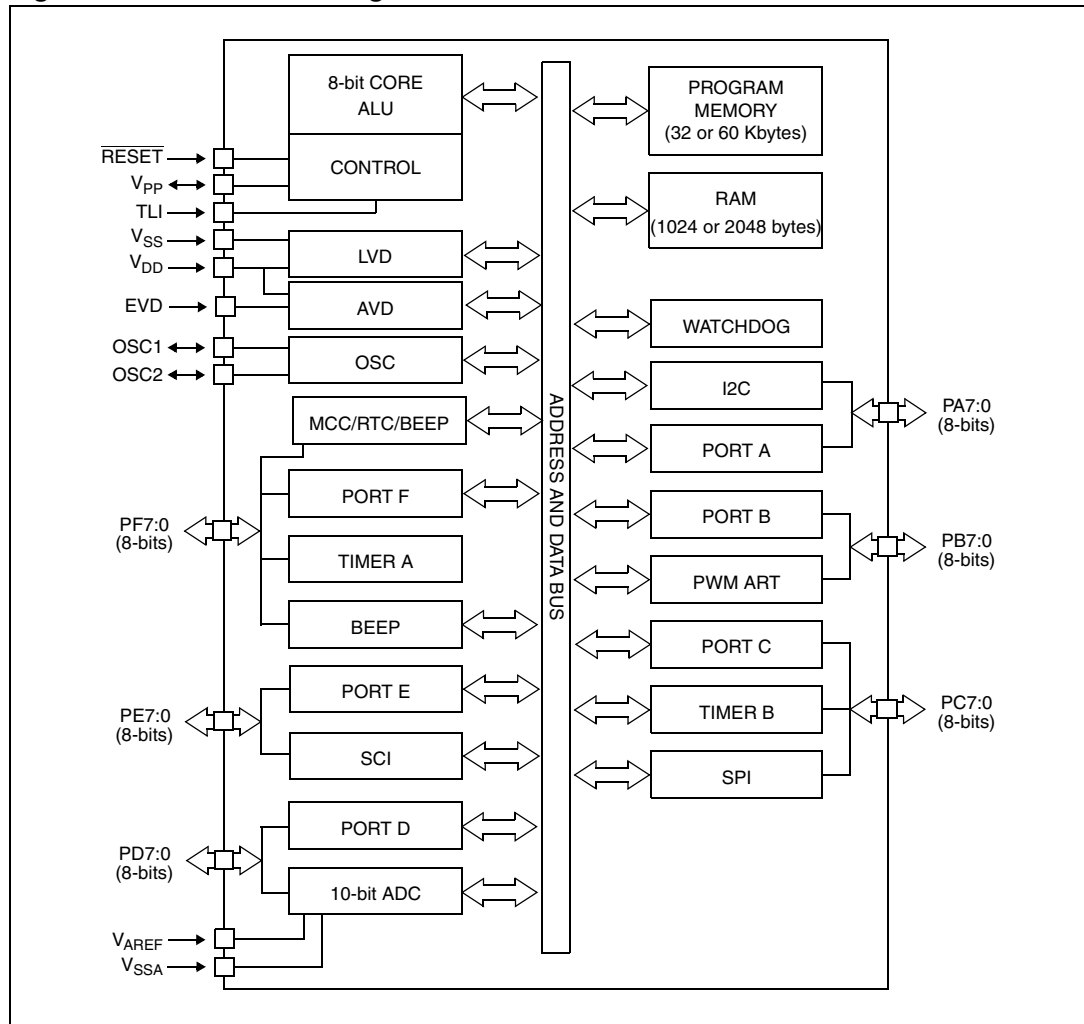 8-bit CORE
ALU
CONTROL
RESET
VPP
TLI
VSS
VDD
EVD
OSC1
OSC2
LVD
AVD
OSC
MCC/RTC/BEEP
PORT F
TIMER A
BEEP
PF7:0
(8-bits)
PORT E
SCI
PE7:0
(8-bits)
PORT D
10-bit ADC
PD7:0
(8-bits)
VAREF
VSSA
ADDRESS AND DATA BUS
PROGRAM
MEMORY
(32 or 60 Kbytes)
RAM
(1024 or 2048 bytes)
WATCHDOG
I2C
PORT A
PA7:0
(8-bits)
PORT B
PWM ART
PB7:0
(8-bits)
PORT C
TIMER B
SPI
PC7:0
(8-bits)